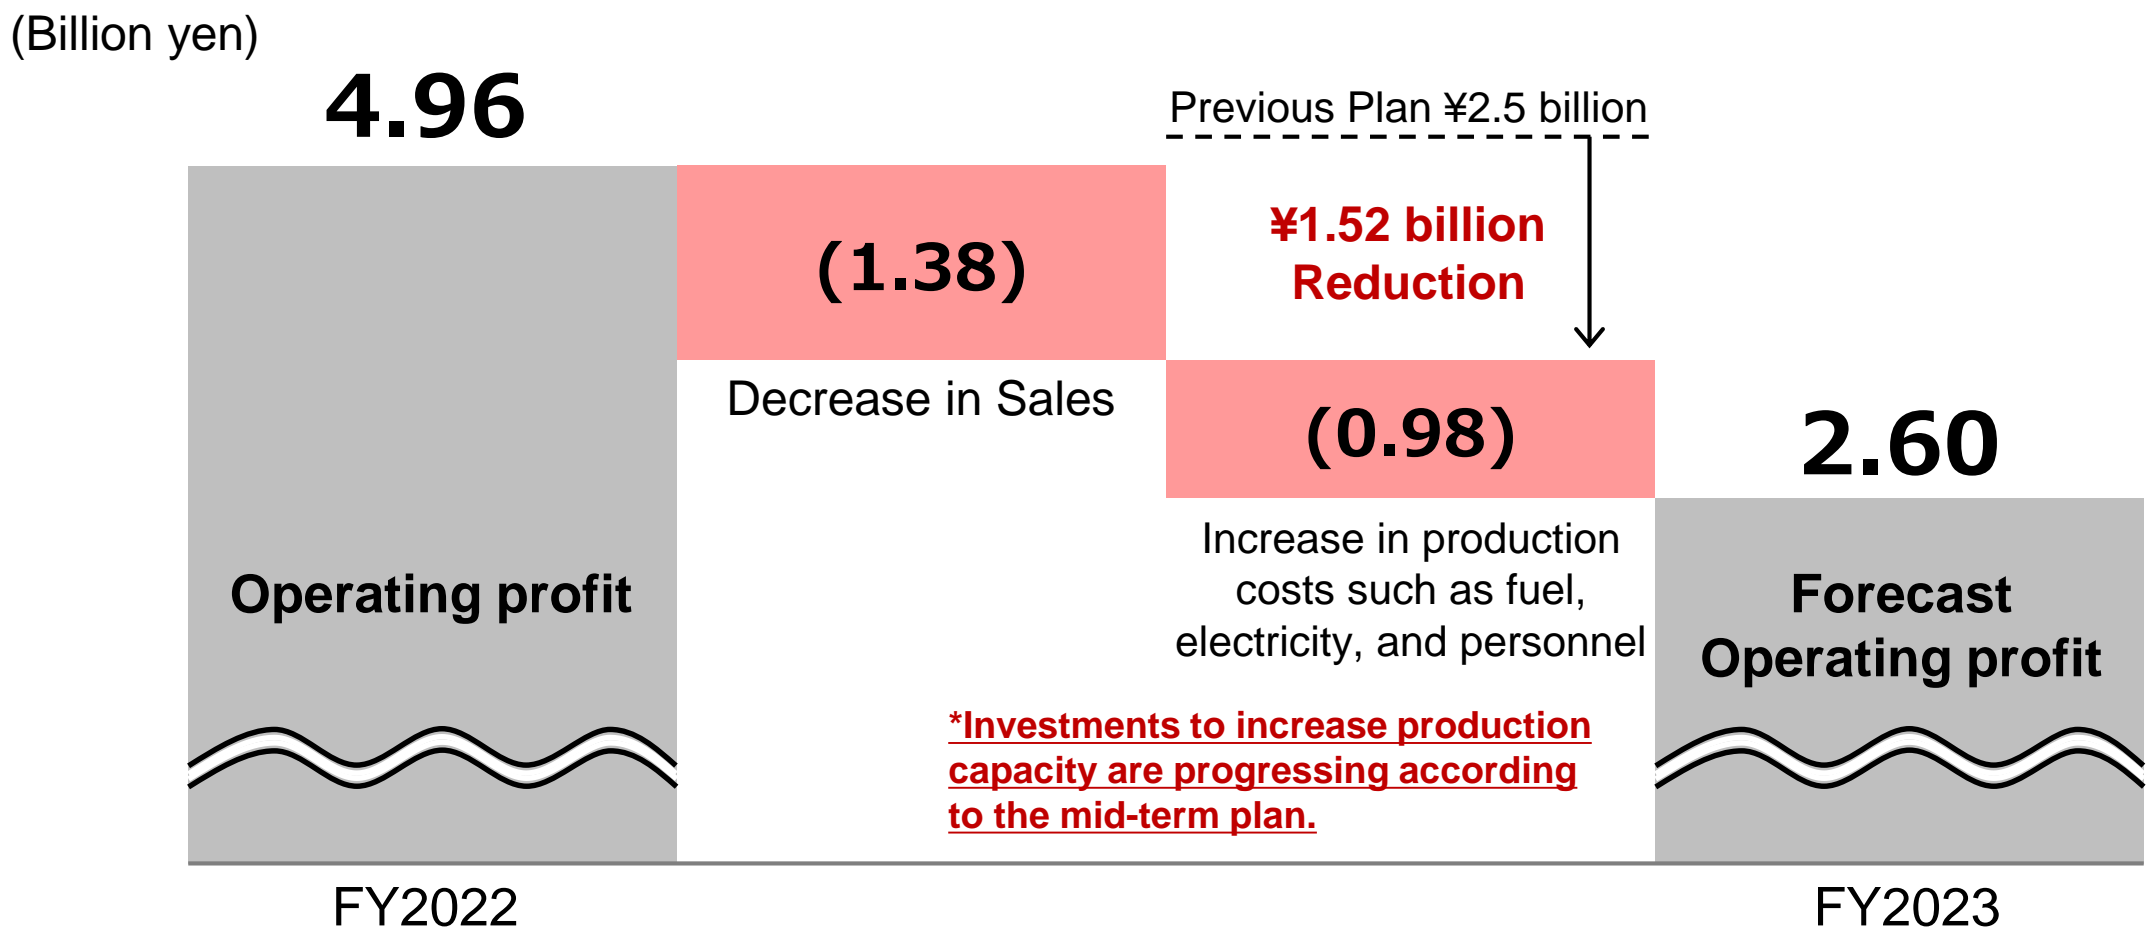 (Billion yen)
4.96
Previous Plan ¥2.5 billion
¥1.52 billion
Reduction
(1.38)
Decrease in Sales
(0.98)
2.60
Increase in production
costs such as fuel,
electricity, and personnel
Operating profit
Forecast
Operating profit
*Investments to increase production
capacity are progressing according
to the mid-term plan.
FY2022
FY2023